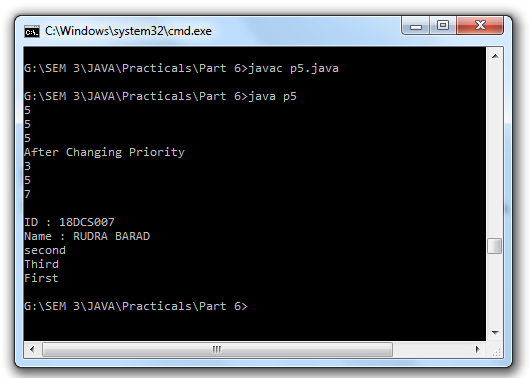 C:\Windows\system32\cmd.exe
G:\SEM 3\JAVA\Practicals\Part 6>javac p5.java
G:\SEM 3\JAVA\Practicals\Part 6>java p5
5
5
5
After Changing Priority
3
5
7
ID : 18DCS007
Name : RUDRA BARAD
second
Third
First
G:\SEM 3\JAVA\Practicals\Part 6>